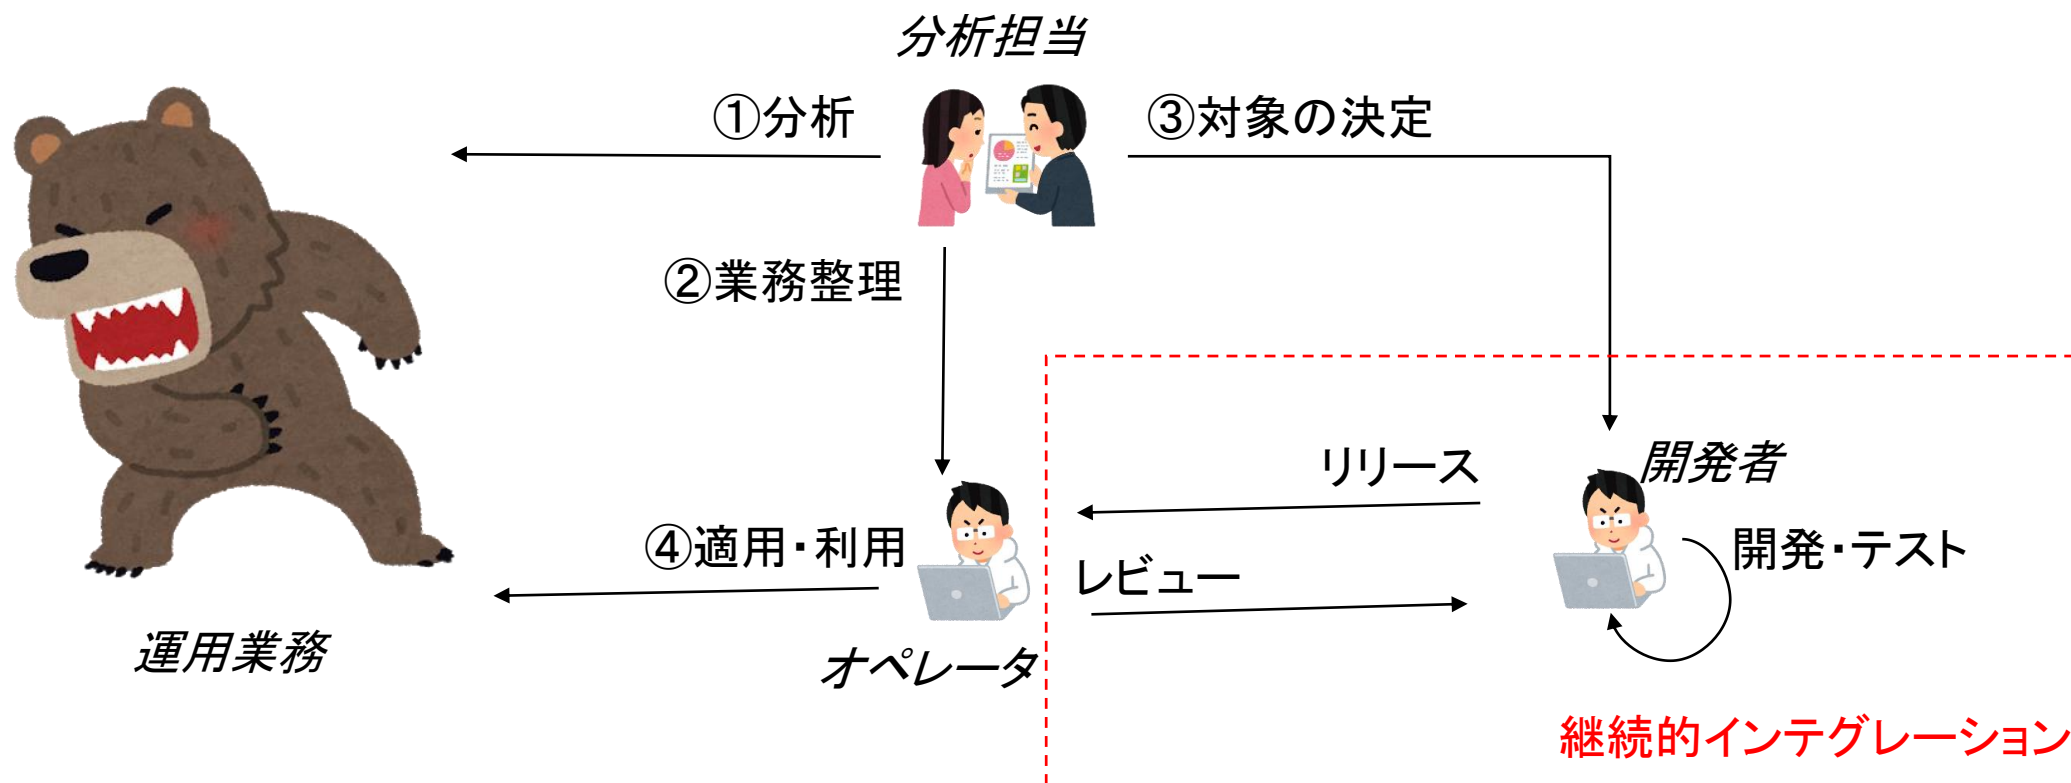 分析担当
①分析
③対象の決定
②業務整理
リリース
開発者
④適用・利用
レビュー
開発・テスト
運用業務
オペレータ
継続的インテグレーション